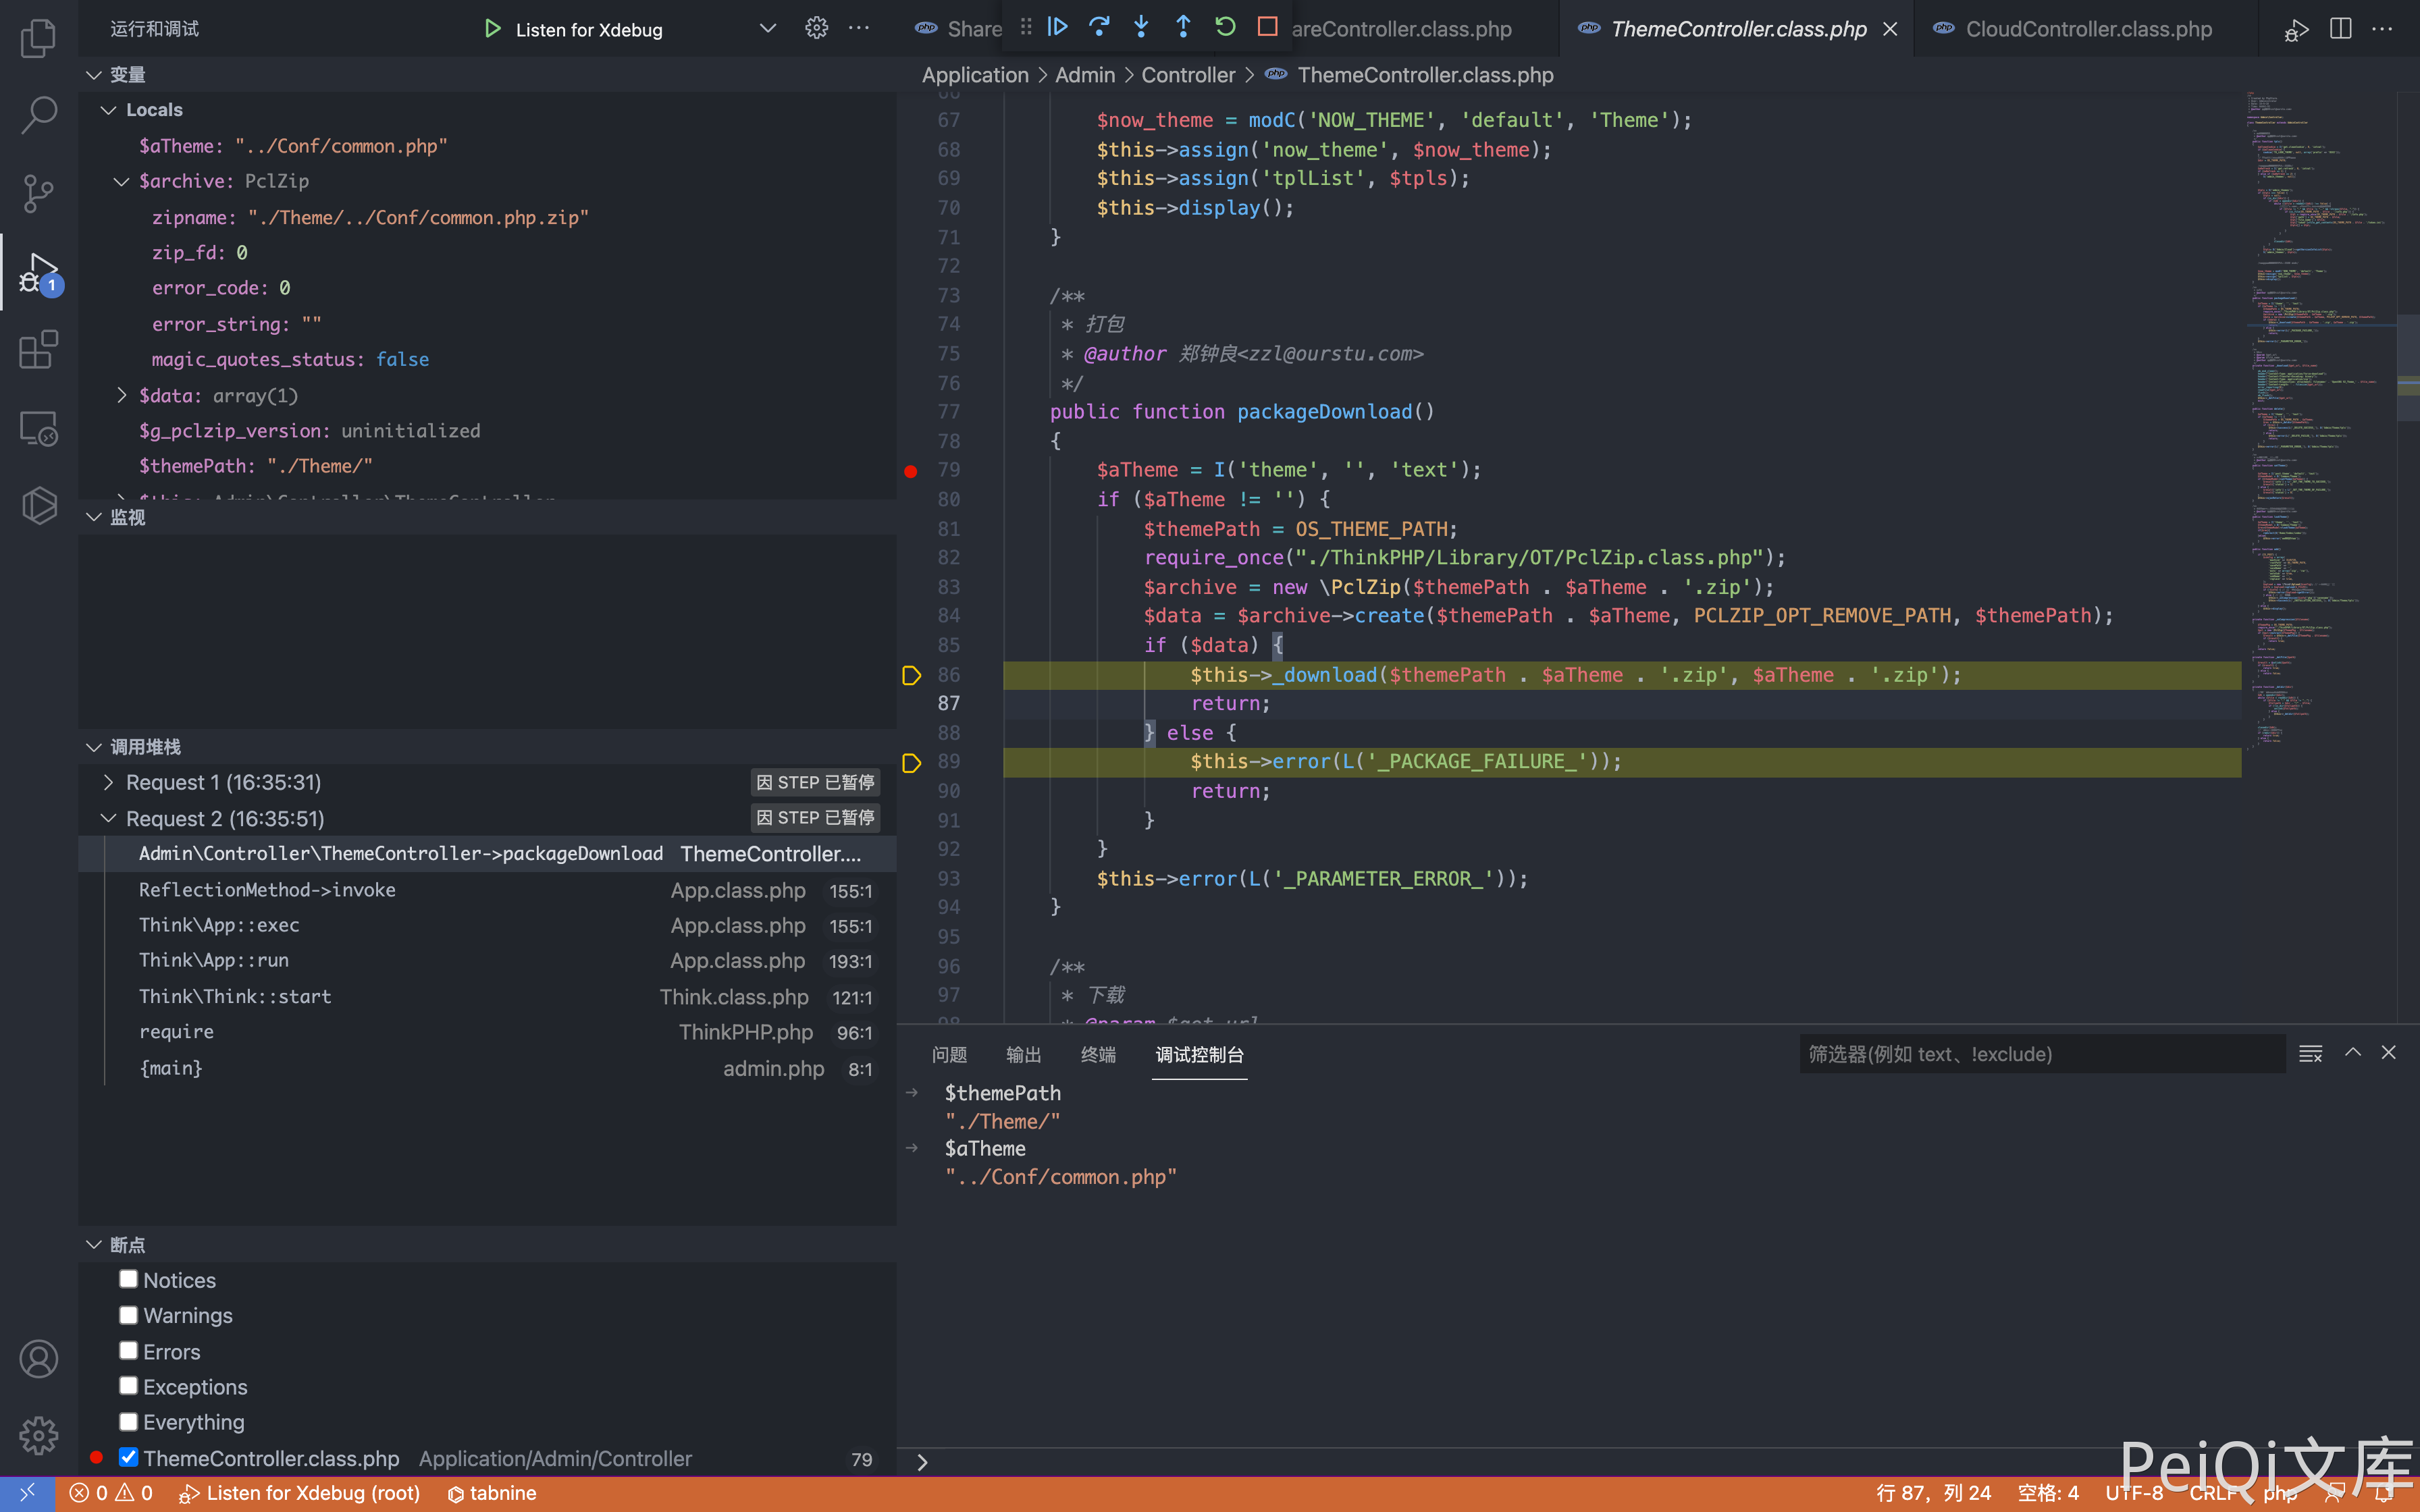 运行和调试
Listen for Xdebug
变量
Locals
$aTheme: "../Conf/common.php"
$archive: PclZip
zipname: "./Theme/../Conf/common.php.zip"
zip_fd: 0
error_code: 0
error_string: ""
magic_quotes_status: false
$data: array(1)
$g_pclzip_version: uninitialized
$themePath: "./Theme/"
$this: Admin\Controller\ThemeController
监视
调用堆栈
Request 1 (16:35:31) 因 STEP 已暂停
Request 2 (16:35:51) 因 STEP 已暂停
Admin\Controller\ThemeController->packageDownload ThemeController....
ReflectionMethod->invoke App.class.php 155:1
Think\App::exec App.class.php 155:1
Think\App::run App.class.php 193:1
Think\Think::start Think.class.php 121:1
require ThinkPHP.php 96:1
{main} admin.php 8:1
断点
Notices
Warnings
Errors
Exceptions
Everything
ThemeController.class.php Application/Admin/Controller 79
1
Share areController.class.php ThemeController.class.php CloudController.class.php
Application > Admin > Controller > ThemeController.class.php
66
67 $now_theme = modC('NOW_THEME', 'default', 'Theme');
68 $this->assign('now_theme', $now_theme);
69 $this->assign('tplList', $tpls);
70 $this->display();
71 }
72
73 /**
74 * 打包
75 * @author 郑钟良<zzl@ourstu.com>
76 */
77 public function packageDownload()
78 {
79 $aTheme = I('theme', '', 'text');
80 if ($aTheme != '') {
81 $themePath = OS_THEME_PATH;
82 require_once("./ThinkPHP/Library/OT/PclZip.class.php");
83 $archive = new \PclZip($themePath . $aTheme . '.zip');
84 $data = $archive->create($themePath . $aTheme, PCLZIP_OPT_REMOVE_PATH, $themePath);
85 if ($data) {
86 $this->_download($themePath . $aTheme . '.zip', $aTheme . '.zip');
87 return;
88 } else {
89 $this->error(L('_PACKAGE_FAILURE_'));
90 return;
91 }
92 }
93 $this->error(L('_PARAMETER_ERROR_'));
94 }
95
96 /**
97 * 下载
98 * @param $get_url
问题 输出 终端 调试控制台
筛选器(例如 text、!exclude)
$themePath
"./Theme/"
$aTheme
"../Conf/common.php"
PeiQi文库
0 0 Listen for Xdebug (root) tabnine
行 87，列 24 空格: 4 UTF-8 CRLF php